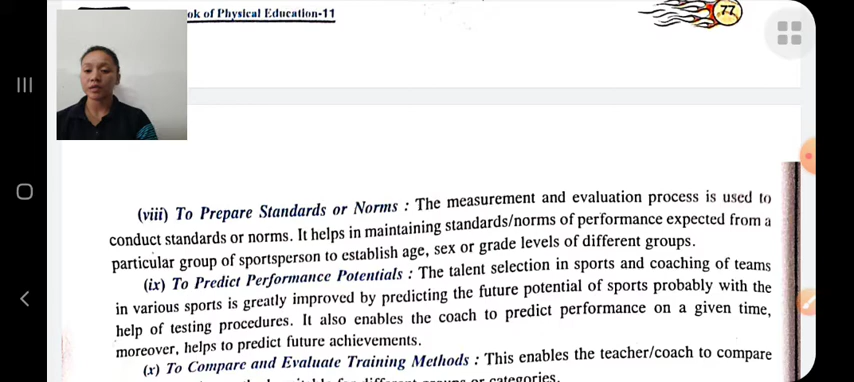 ok of Physical Education-11
77
(viii) To Prepare Standards or Norms : The measurement and evaluation process is used to
conduct standards or norms. It helps in maintaining standards/norms of performance expected from a
particular group of sportsperson to establish age, sex or grade levels of different groups.
(ix) To Predict Performance Potentials : The talent selection in sports and coaching of teams
in various sports is greatly improved by predicting the future potential of sports probably with the
help of testing procedures. It also enables the coach to predict performance on a given time,
moreover, helps to predict future achievements.
(x) To Compare and Evaluate Training Methods : This enables the teacher/coach to compare
or categories.